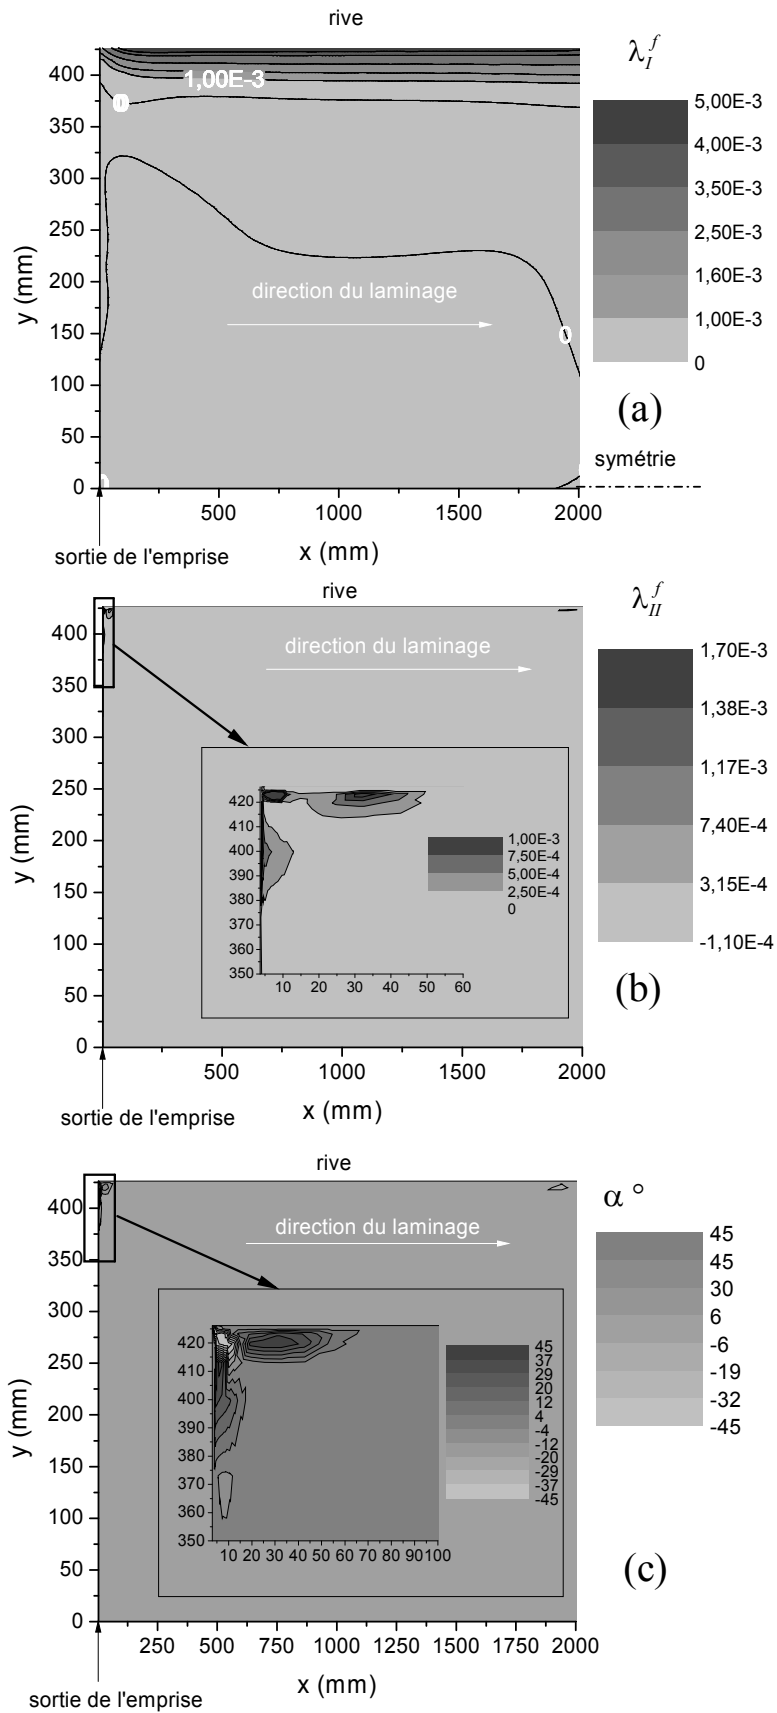 rive
λ_I^f
400
350
300
250
200
150
100
50
0
y (mm)
1,00E-3
0
direction du laminage
0
0
5,00E-3
4,00E-3
3,50E-3
2,50E-3
1,60E-3
1,00E-3
0
(a)
symétrie
500
1000
1500
2000
sortie de l'emprise
x (mm)
rive
λ_II^f
400
350
300
250
200
150
100
50
0
y (mm)
direction du laminage
420
410
400
390
380
370
360
350
10
20
30
40
50
60
1,00E-3
7,50E-4
5,00E-4
2,50E-4
0
1,70E-3
1,38E-3
1,17E-3
7,40E-4
3,15E-4
-1,10E-4
(b)
500
1000
1500
2000
sortie de l'emprise
x (mm)
rive
α °
400
350
300
250
200
150
100
50
0
y (mm)
direction du laminage
420
410
400
390
380
370
360
350
10 20 30 40 50 60 70 80 90 100
45
37
29
20
12
4
-4
-12
-20
-29
-37
-45
45
45
30
6
-6
-19
-32
-45
(c)
250
500
750
1000
1250
1500
1750
2000
x (mm)
sortie de l'emprise